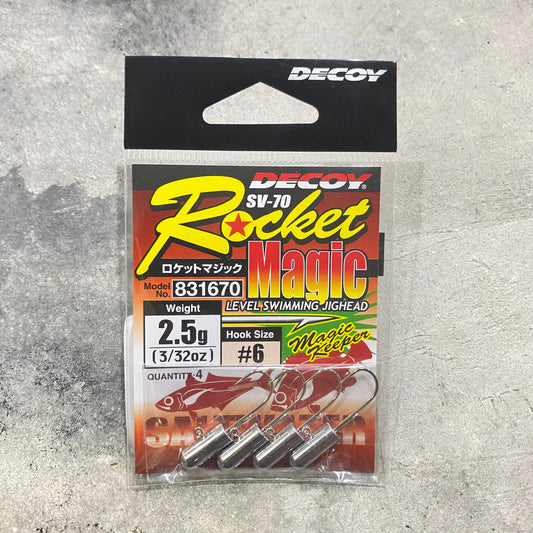 DECOY
DECOY®
SV-70
Rocket
ロケットマジック
Magic
Model No. 831670
LEVEL SWIMMING JIGHEAD
Weight
2.5g
(3/32oz)
Hook Size
#6
Magic
Keeper
QUANTITY:4
SALTWATER